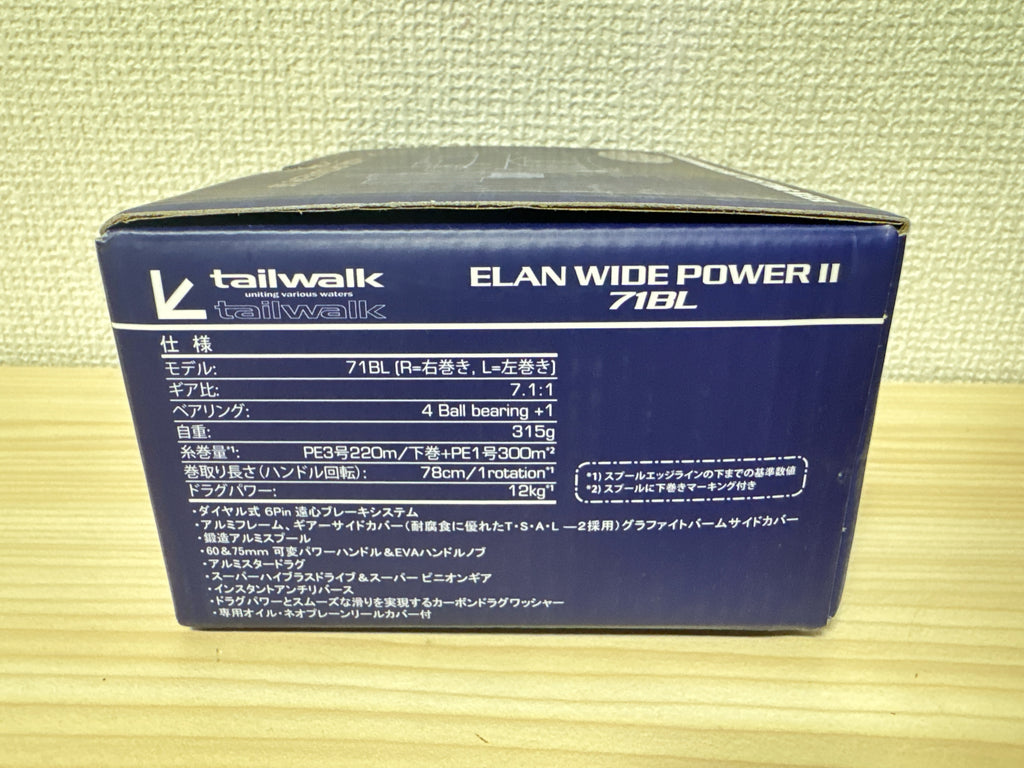 tailwalk
uniting various waters
tailwalk
ELAN WIDE POWER II
71BL
仕様
モデル: 71BL (R=右巻き, L=左巻き)
ギア比: 7.1:1
ベアリング: 4 Ball bearing +1
自重: 315g
糸巻量*1: PE3号220m/下巻+PE1号300m*2
巻取り長さ(ハンドル回転): 78cm/1rotation*1
ドラグパワー: 12kg*1
*1) スプールエッジラインの下までの基準数値
*2) スプールに下巻きマーキング付き
・ダイヤル式 6Pin 遠心ブレーキシステム
・アルミフレーム、ギアーサイドカバー(耐腐食に優れたT・S・A・L―2採用)グラファイトパームサイドカバー
・鍛造アルミスプール
・60&75mm 可変パワーハンドル&EVAハンドルノブ
・アルミスタードラグ
・スーパーハイブラスドライブ&スーパー ピニオンギア
・インスタントアンチリバース
・ドラグパワーとスムーズな滑りを実現するカーボンドラグワッシャー
・専用オイル・ネオプレーンリールカバー付